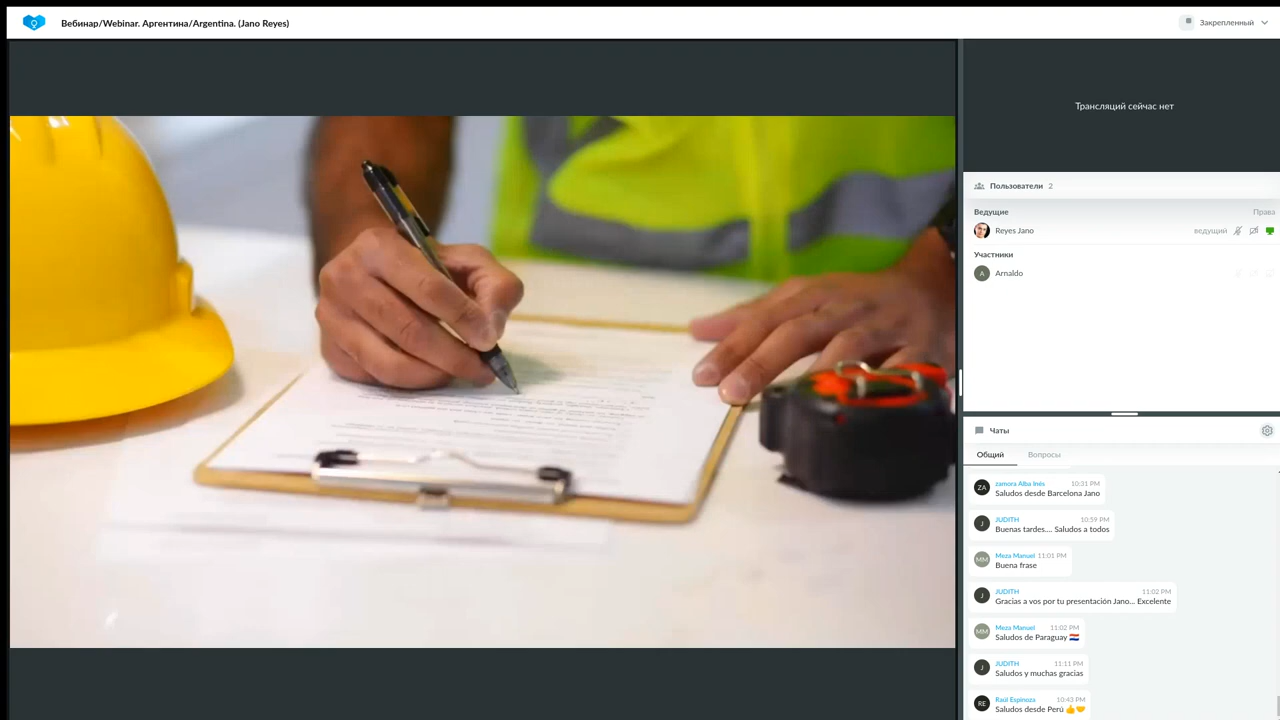 Вебинар/Webinar. Аргентина/Argentina. (Jano Reyes)
Закрепленный
Трансляций сейчас нет
Пользователи 2
Ведущие
Права
Reyes Jano
ведущий
Участники
A
Arnaldo
Чаты
Общий
Вопросы
ZA
zamora Alba Inés 10:31 PM
Saludos desde Barcelona Jano
J
JUDITH 10:59 PM
Buenas tardes.... Saludos a todos
MM
Meza Manuel 11:01 PM
Buena frase
J
JUDITH 11:02 PM
Gracias a vos por tu presentación Jano... Excelente
MM
Meza Manuel 11:02 PM
Saludos de Paraguay 🇵🇾
J
JUDITH 11:11 PM
Saludos y muchas gracias
RE
Raúl Espinoza 10:43 PM
Saludos desde Perú 👍🤝